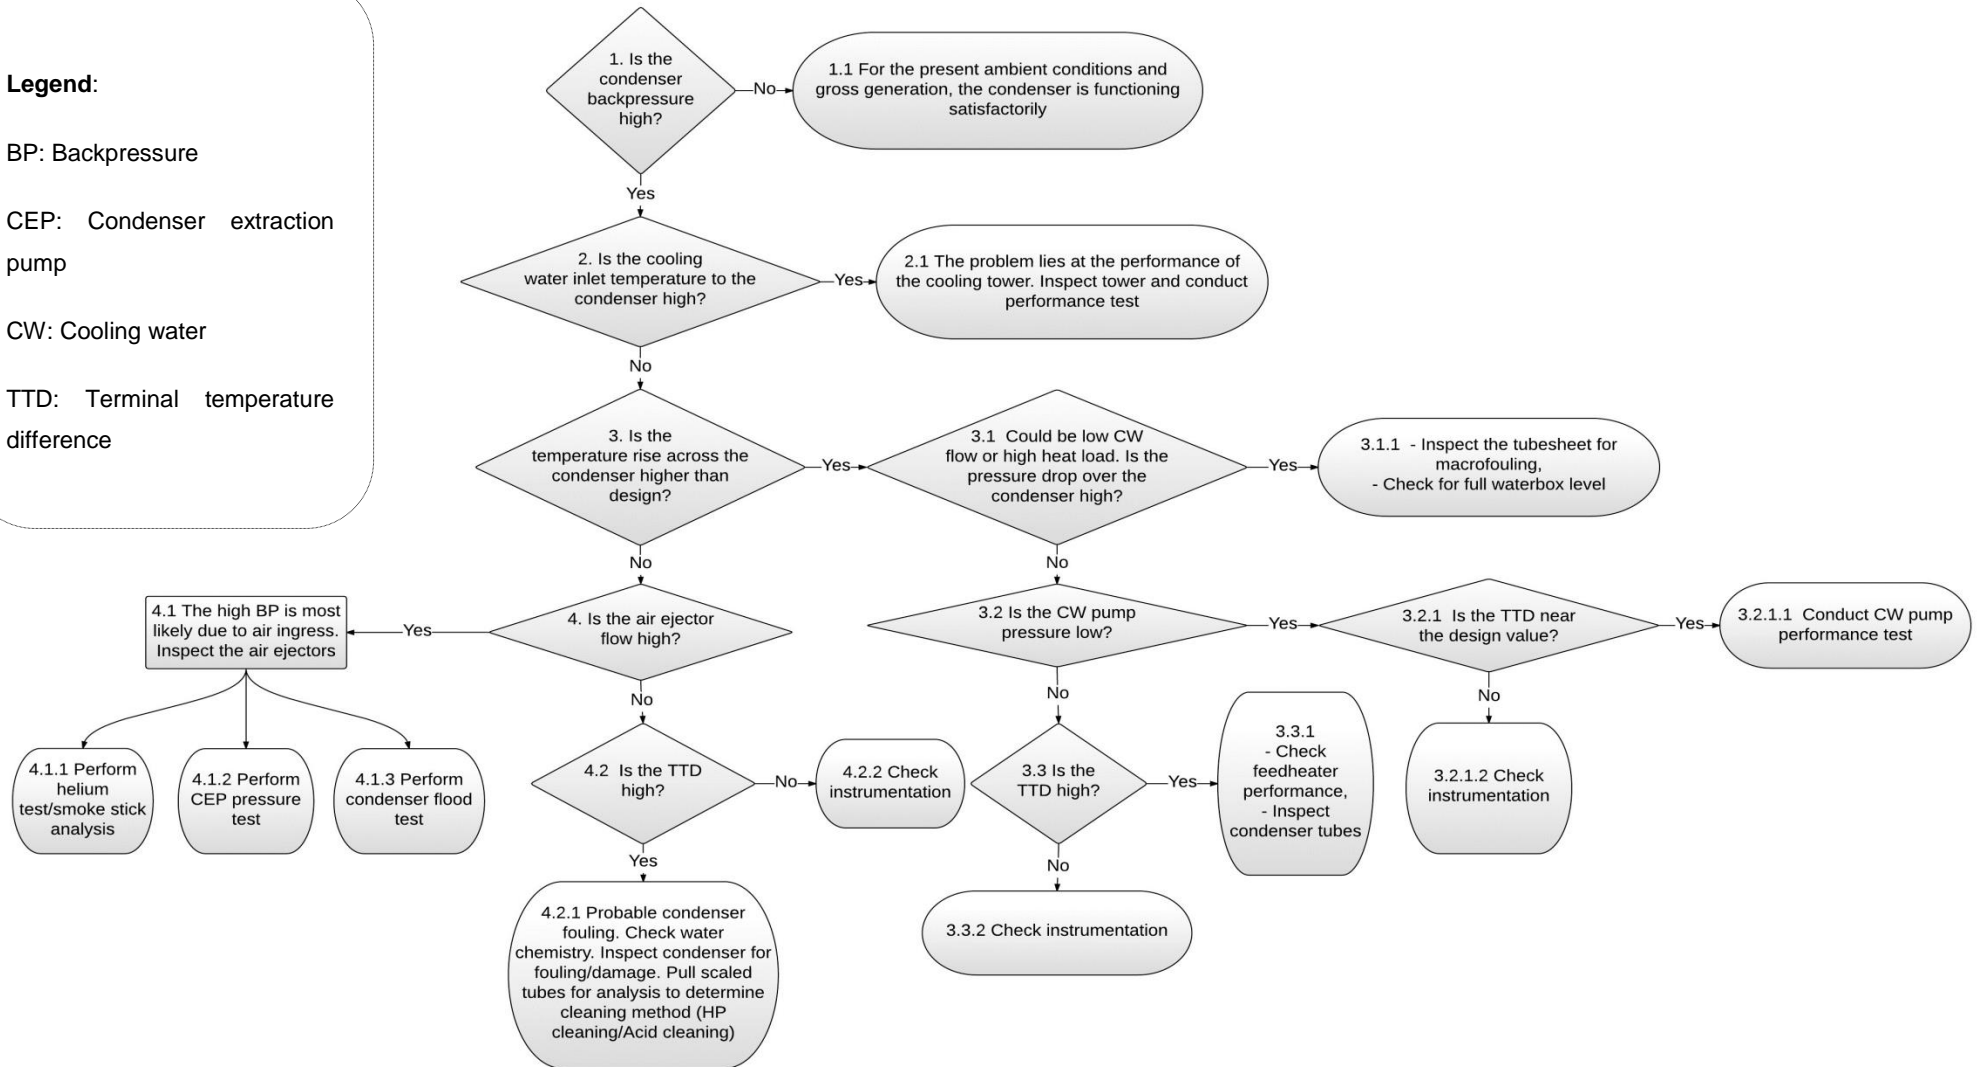 Legend:
BP: Backpressure
CEP: Condenser extraction
pump
CW: Cooling water
TTD: Terminal temperature
difference
1. Is the
condenser
backpressure
high?
No
1.1 For the present ambient conditions and
gross generation, the condenser is functioning
satisfactorily
Yes
2. Is the cooling
water inlet temperature to the
condenser high?
Yes
2.1 The problem lies at the performance of
the cooling tower. Inspect tower and conduct
performance test
No
3. Is the
temperature rise across the
condenser higher than
design?
Yes
3.1 Could be low CW
flow or high heat load. Is the
pressure drop over the
condenser high?
Yes
3.1.1 - Inspect the tubesheet for
macrofouling,
- Check for full waterbox level
No
No
4.1 The high BP is most
likely due to air ingress.
Inspect the air ejectors
Yes
4. Is the air ejector
flow high?
3.2 Is the CW pump
pressure low?
Yes
3.2.1 Is the TTD near
the design value?
Yes
3.2.1.1 Conduct CW pump
performance test
No
No
No
4.1.1 Perform
helium
test/smoke stick
analysis
4.1.2 Perform
CEP pressure
test
4.1.3 Perform
condenser flood
test
4.2 Is the TTD
high?
No
4.2.2 Check
instrumentation
3.3 Is the
TTD high?
Yes
3.3.1
- Check
feedheater
performance,
- Inspect
condenser tubes
3.2.1.2 Check
instrumentation
Yes
No
4.2.1 Probable condenser
fouling. Check water
chemistry. Inspect condenser for
fouling/damage. Pull scaled
tubes for analysis to determine
cleaning method (HP
cleaning/Acid cleaning)
3.3.2 Check instrumentation